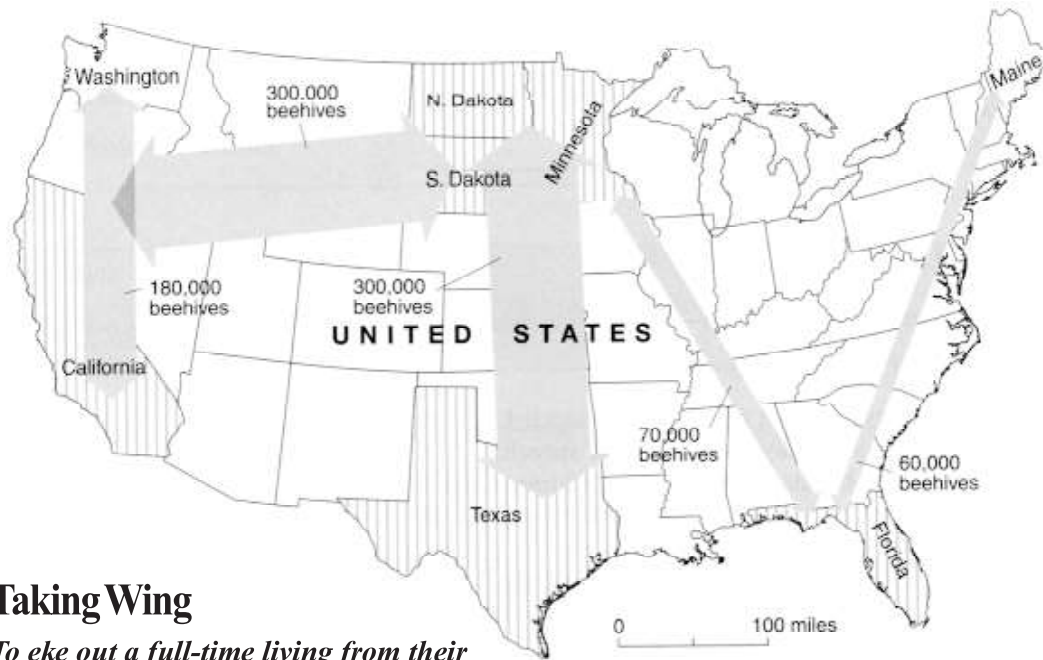 Washington
300.000
beehives
N. Dakota
Minnesota
Maine
S. Dakota
180,000
beehives
300,000
beehives
UNITED STATES
California
70,000
beehives
60,000
beehives
Texas
Florida
0 100 miles
Taking Wing
To eke out a full-time living from their